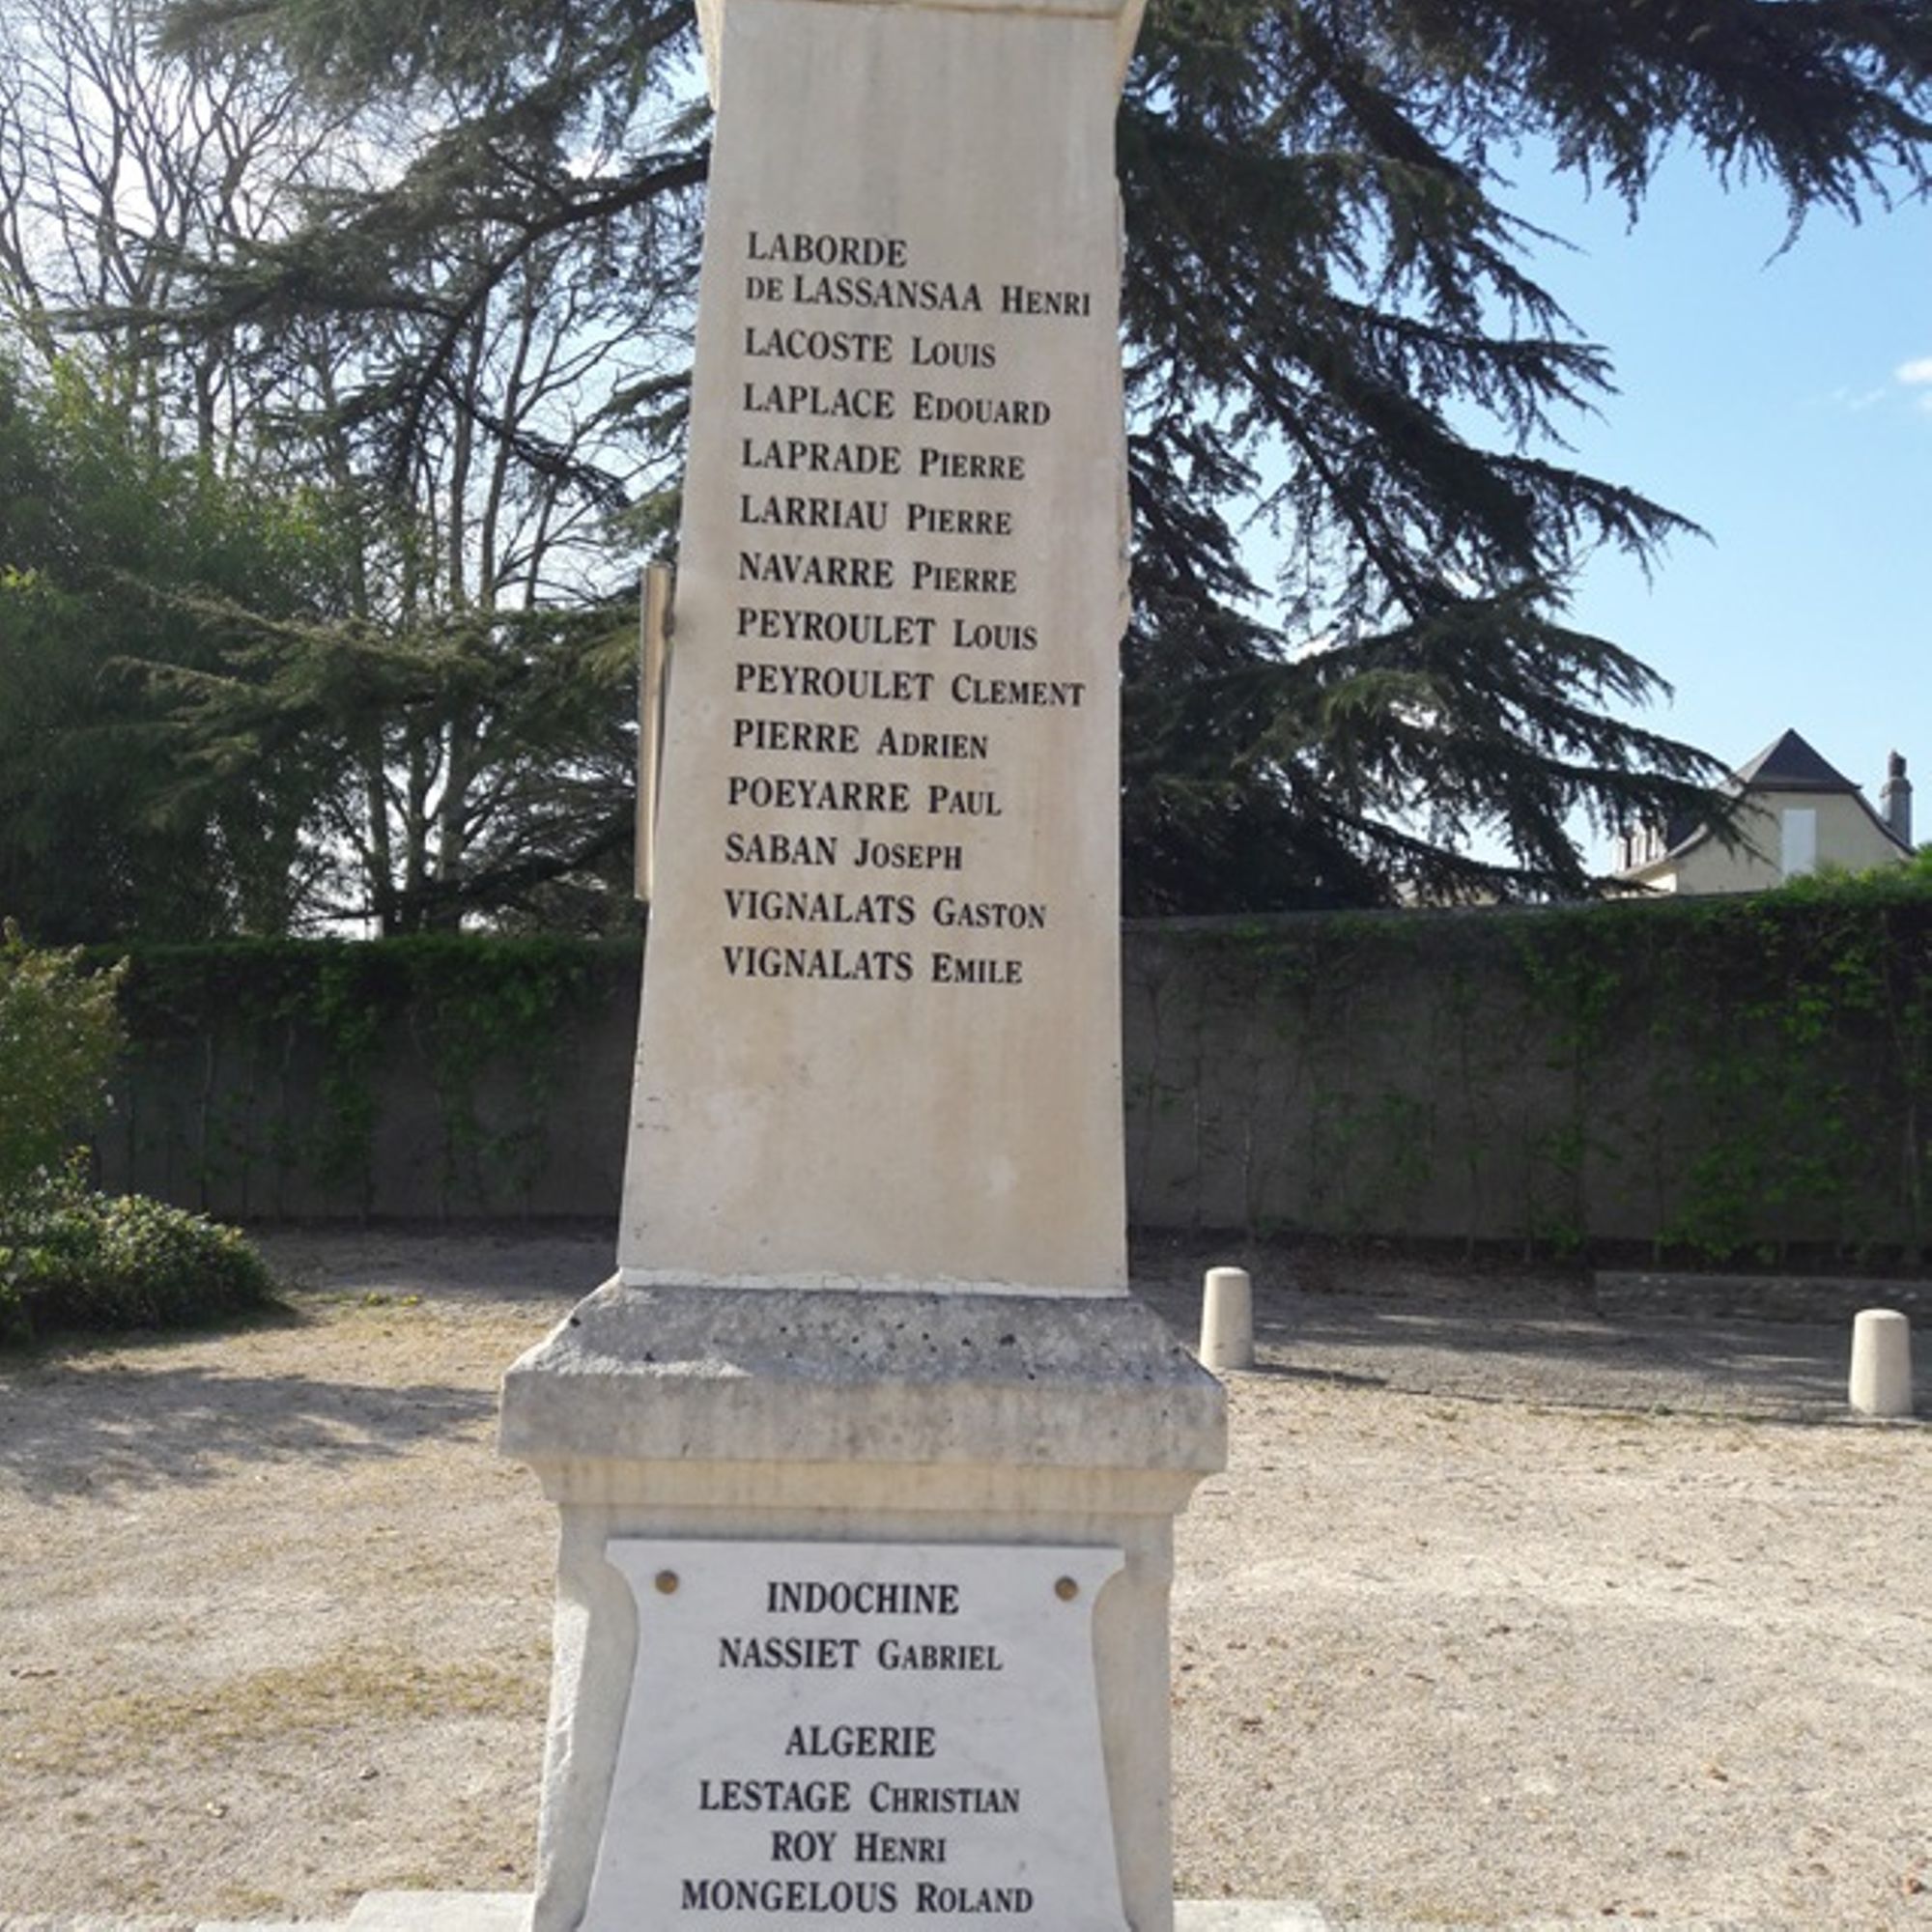 LABORDE
DE LASSANSAA HENRI
LACOSTE LOUIS
LAPLACE EDOUARD
LAPRADE PIERRE
LARRIAU PIERRE
NAVARRE PIERRE
PEYROULET LOUIS
PEYROULET CLEMENT
PIERRE ADRIEN
POEYARRE PAUL
SABAN JOSEPH
VIGNALATS GASTON
VIGNALATS EMILE
INDOCHINE
NASSIET GABRIEL
ALGERIE
LESTAGE CHRISTIAN
ROY HENRI
MONGELOUS ROLAND